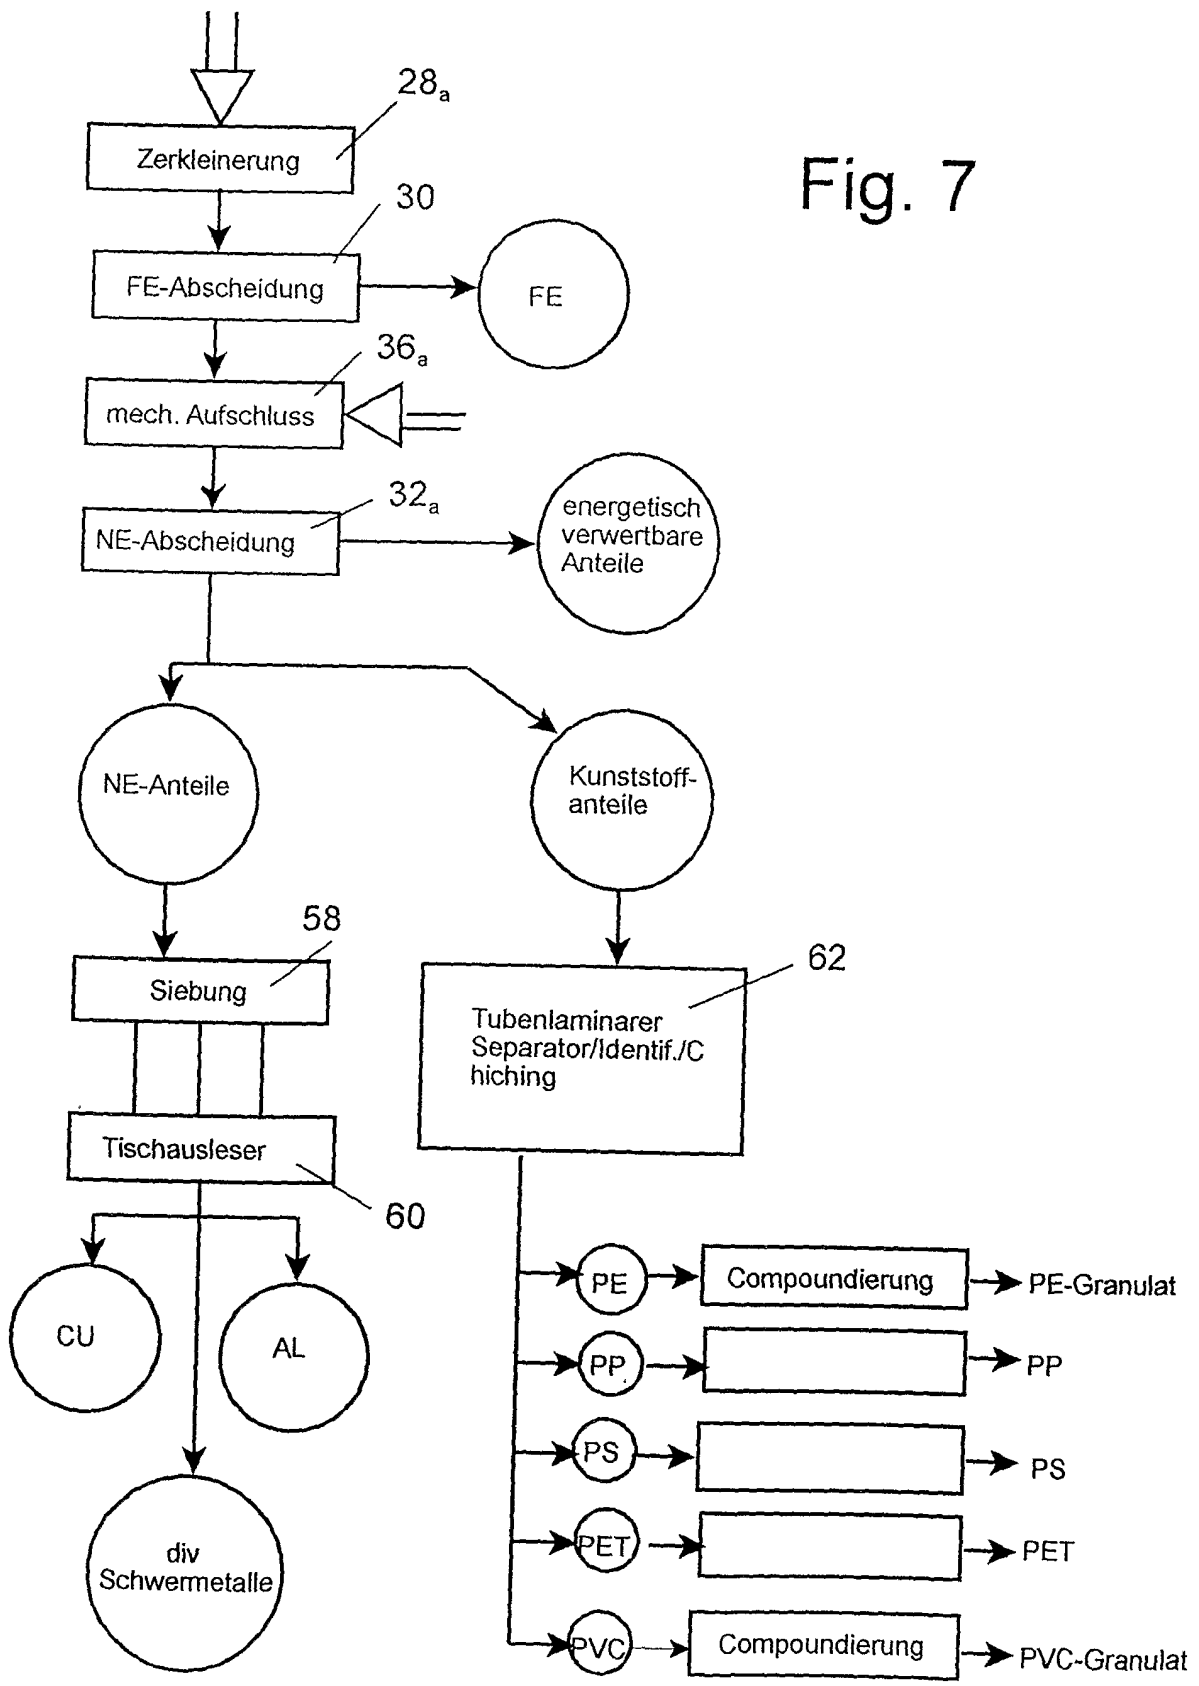 28a
Zerkleinerung
Fig. 7
30
FE-Abscheidung
FE
36a
mech. Aufschluss
32a
NE-Abscheidung
energetisch
verwertbare
Anteile
NE-Anteile
Kunststoff-
anteile
58
Siebung
62
Tubenlaminarer
Separator/Identif./C
hiching
Tischausleser
60
CU
AL
div
Schwermetalle
PE
Compoundierung
PE-Granulat
PP
PP
PS
PS
PET
PET
PVC
Compoundierung
PVC-Granulat